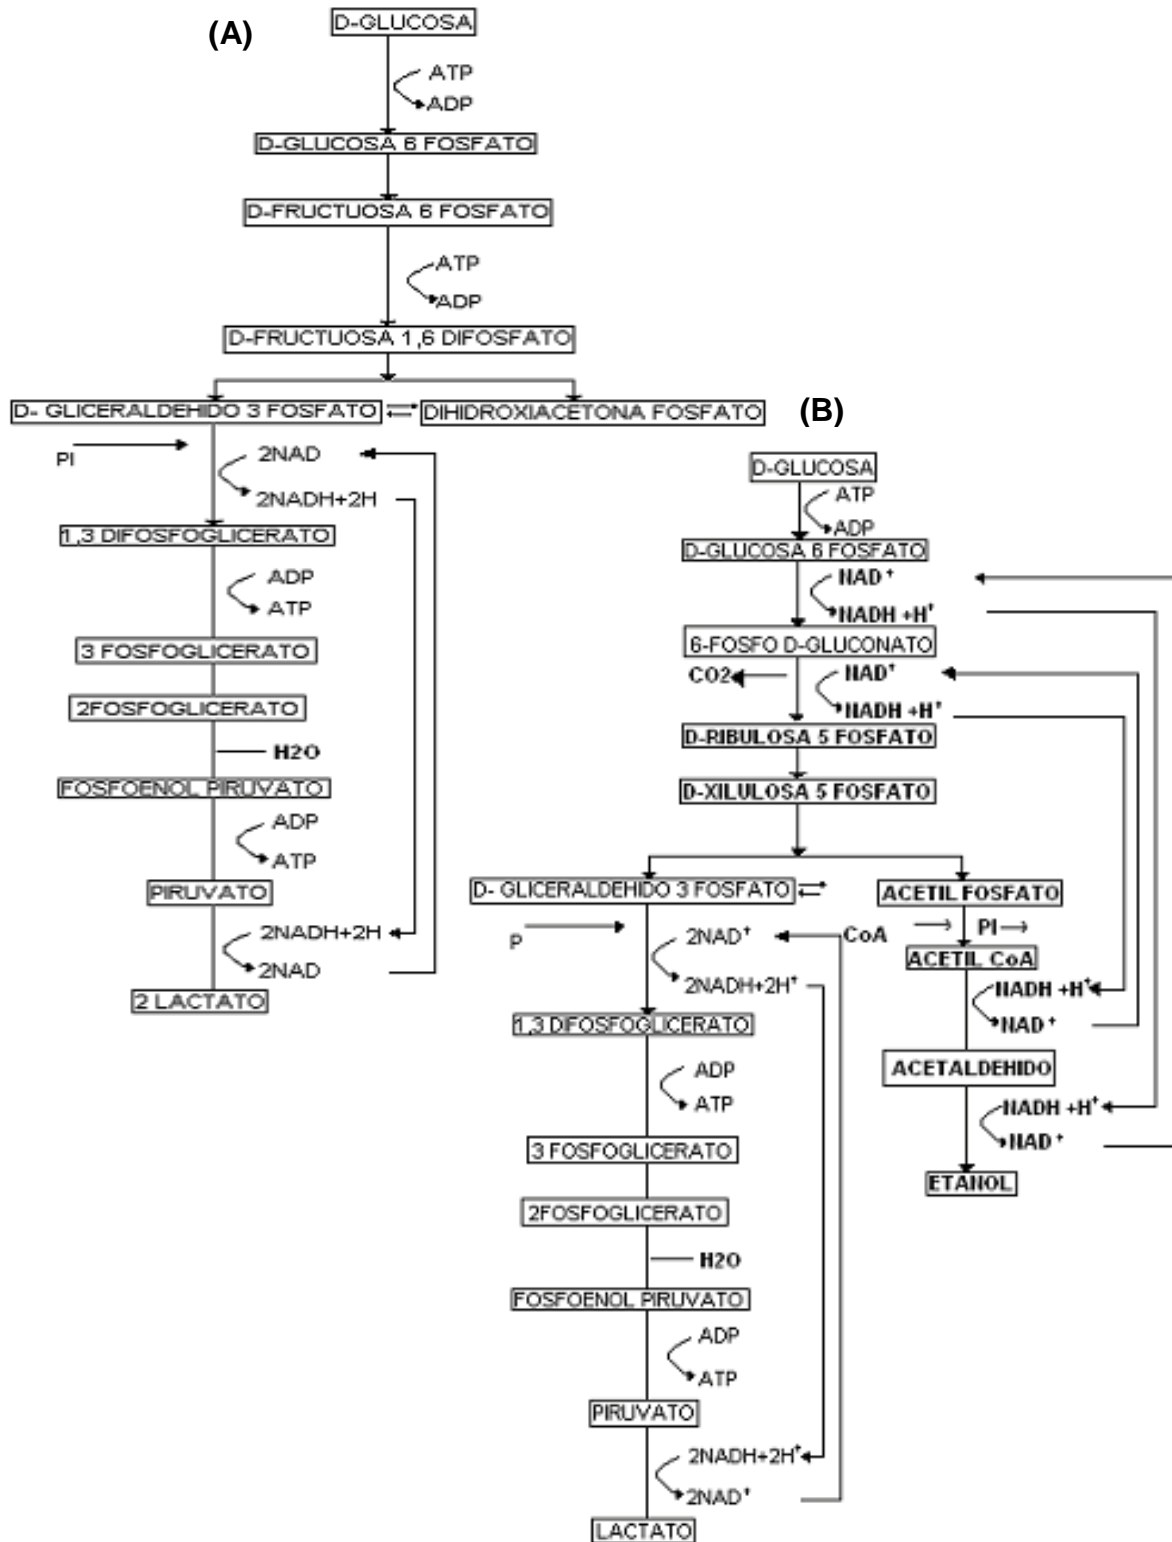 (A)
D-GLUCOSA
ATP
ADP
D-GLUCOSA 6 FOSFATO
D-FRUCTUOSA 6 FOSFATO
ATP
ADP
D-FRUCTUOSA 1,6 DIFOSFATO
D- GLICERALDEHIDO 3 FOSFATO
DIHIDROXIACETONA FOSFATO
PI
2NAD
2NADH+2H
1,3 DIFOSFOGLICERATO
ADP
ATP
3 FOSFOGLICERATO
2FOSFOGLICERATO
H2O
FOSFOENOL PIRUVATO
ADP
ATP
PIRUVATO
2NADH+2H
2NAD
2 LACTATO
(B)
D-GLUCOSA
ATP
ADP
D-GLUCOSA 6 FOSFATO
NAD⁺
NADH +H⁺
6-FOSFO D-GLUCONATO
CO2
NAD⁺
NADH +H⁺
D-RIBULOSA 5 FOSFATO
D-XILULOSA 5 FOSFATO
D- GLICERALDEHIDO 3 FOSFATO
P
2NAD⁺
2NADH+2H⁺
1,3 DIFOSFOGLICERATO
ADP
ATP
3 FOSFOGLICERATO
2FOSFOGLICERATO
H2O
FOSFOENOL PIRUVATO
ADP
ATP
PIRUVATO
2NADH+2H⁺
2NAD⁺
LACTATO
ACETIL FOSFATO
CoA
PI
ACETIL CoA
NADH +H⁺
NAD⁺
ACETALDEHIDO
NADH +H⁺
NAD⁺
ETANOL